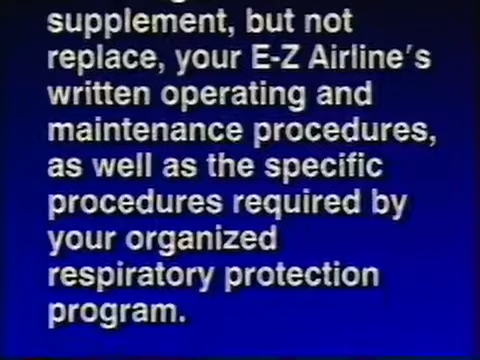 supplement, but not
replace, your E-Z Airline's
written operating and
maintenance procedures,
as well as the specific
procedures required by
your organized
respiratory protection
program.